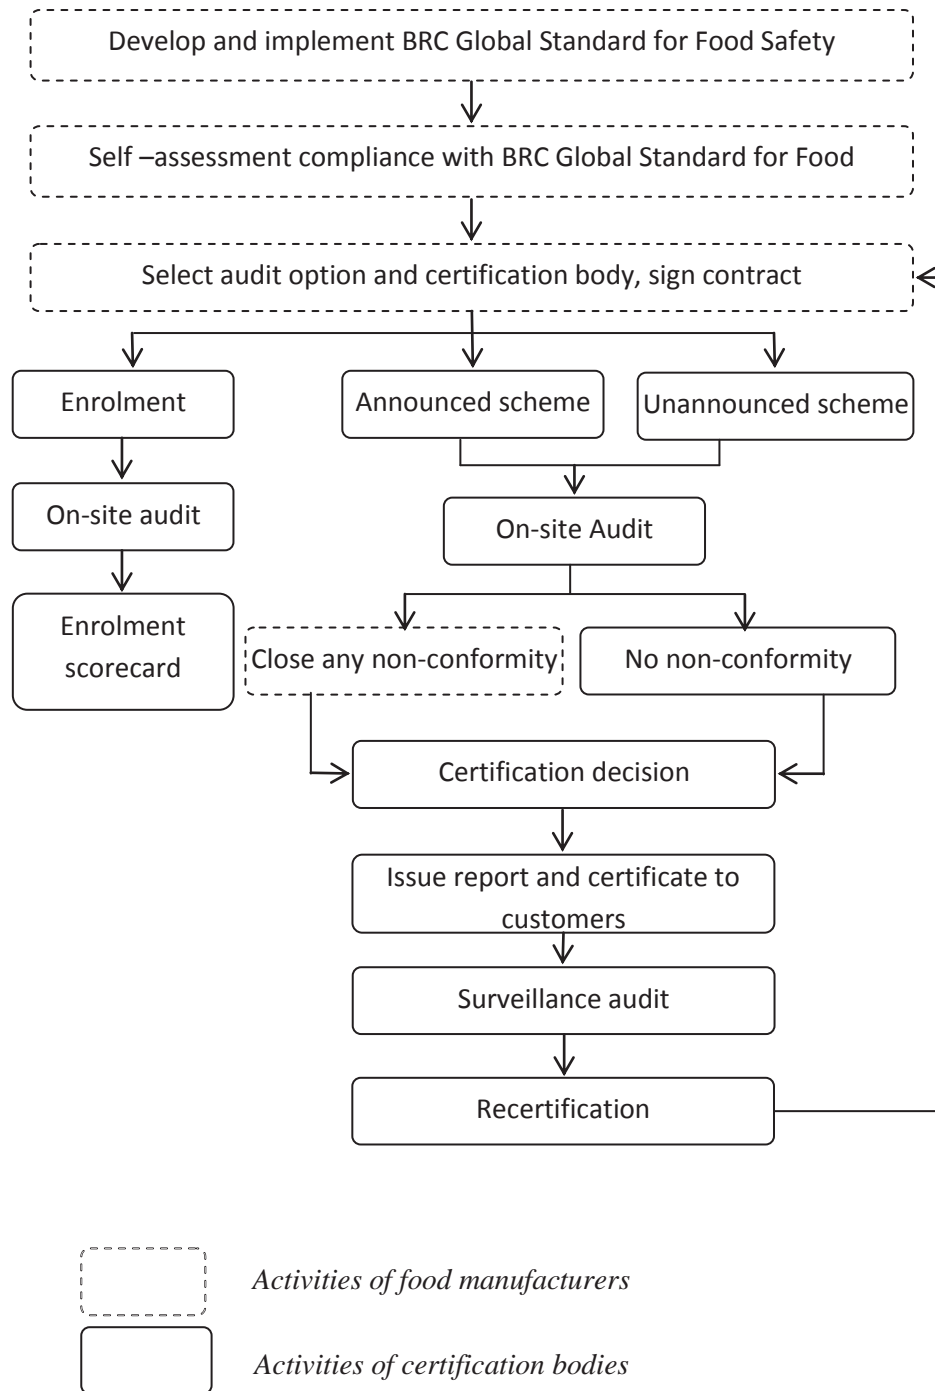 Develop and implement BRC Global Standard for Food Safety
Self –assessment compliance with BRC Global Standard for Food
Select audit option and certification body, sign contract
Enrolment
Announced scheme
Unannounced scheme
On-site audit
On-site Audit
Enrolment
scorecard
Close any non-conformity
No non-conformity
Certification decision
Issue report and certificate to
customers
Surveillance audit
Recertification
Activities of food manufacturers
Activities of certification bodies